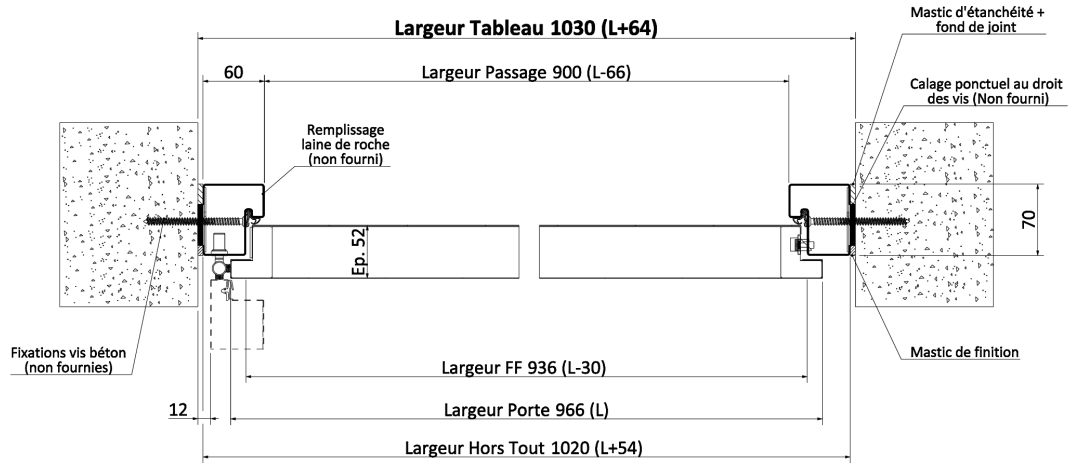 Mastic d'étanchéité +
fond de joint
Largeur Tableau 1030 (L+64)
60
Largeur Passage 900 (L-66)
Calage ponctuel au droit
des vis (Non fourni)
Remplissage
laine de roche
(non fourni)
70
Ep. 52
Fixations vis béton
(non fournies)
Mastic de finition
Largeur FF 936 (L-30)
12
Largeur Porte 966 (L)
Largeur Hors Tout 1020 (L+54)